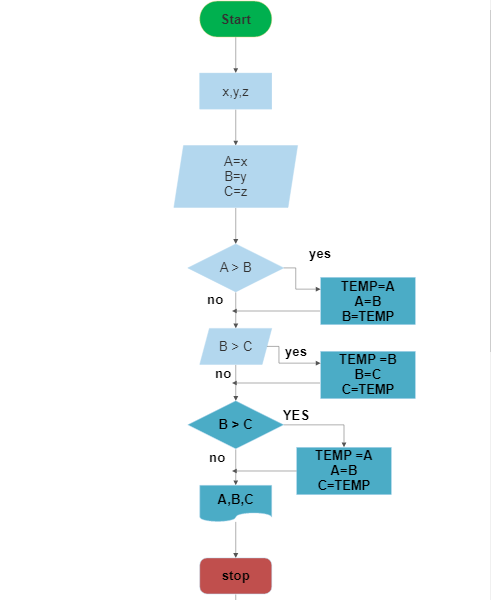 Start
x,y,z
A=x
B=y
C=z
A > B
yes
TEMP=A
A=B
B=TEMP
no
B > C
yes
TEMP =B
B=C
C=TEMP
no
B > C
YES
TEMP =A
A=B
C=TEMP
no
A,B,C
stop